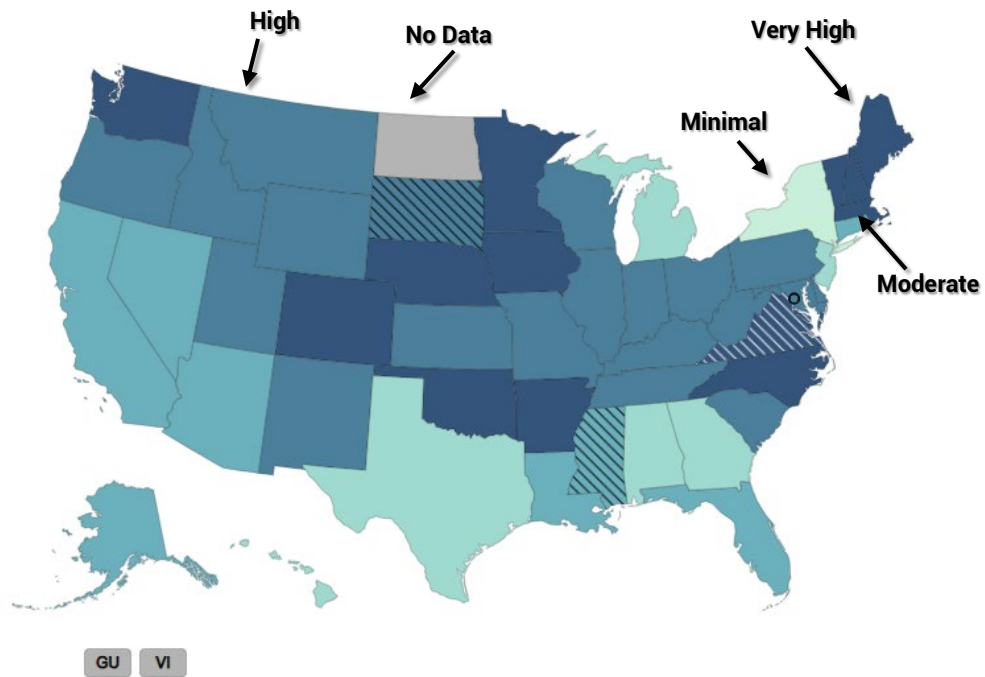 High
No Data
Very High
Minimal
Moderate
GU VI